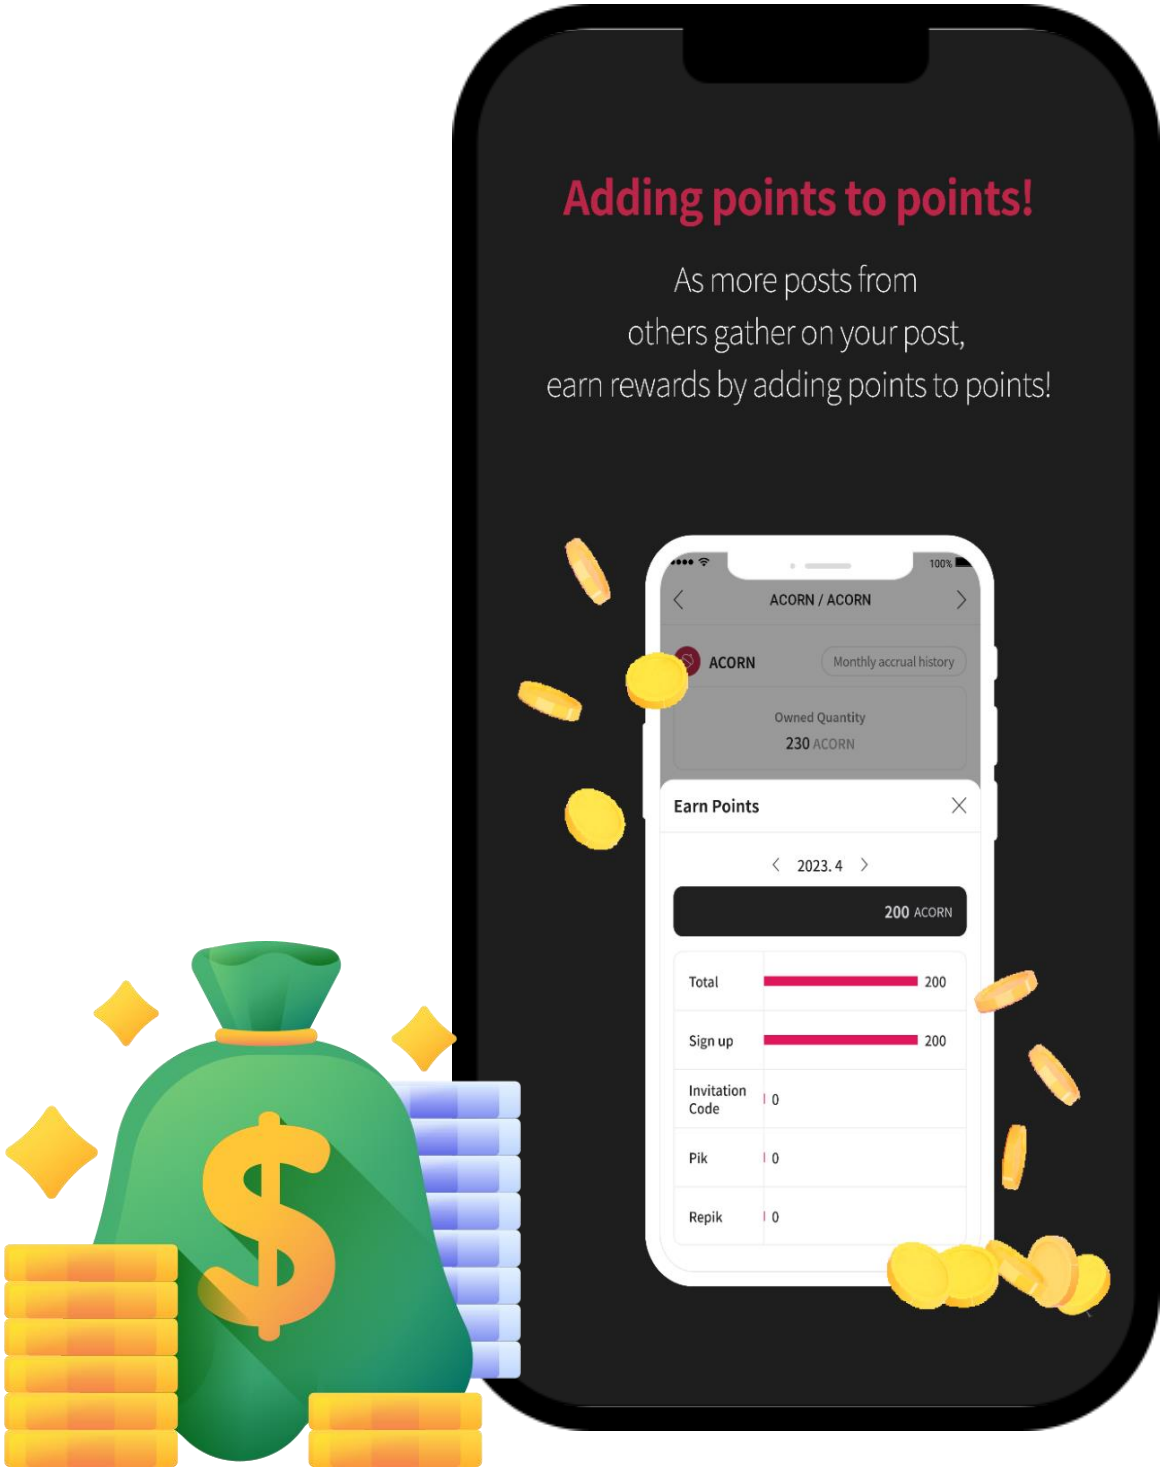 Adding points to points!
As more posts from
others gather on your post,
earn rewards by adding points to points!
100%
ACORN / ACORN
ACORN
Monthly accrual history
Owned Quantity
230 ACORN
Earn Points
2023. 4
200 ACORN
Total 200
Sign up 200
Invitation
Code 0
Pik 0
Repik 0
$